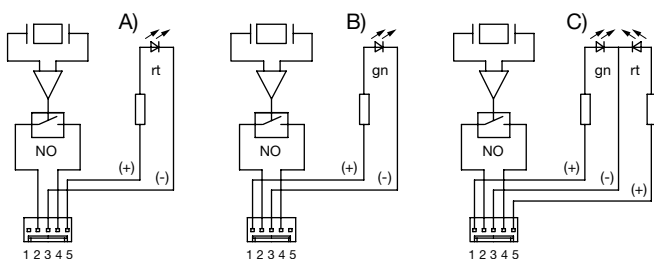 A)
rt
NO
(+)
(-)
1 2 3 4 5
B)
gn
NO
(+)
(-)
1 2 3 4 5
C)
gn rt
NO
(+)
(-)
(+)
1 2 3 4 5